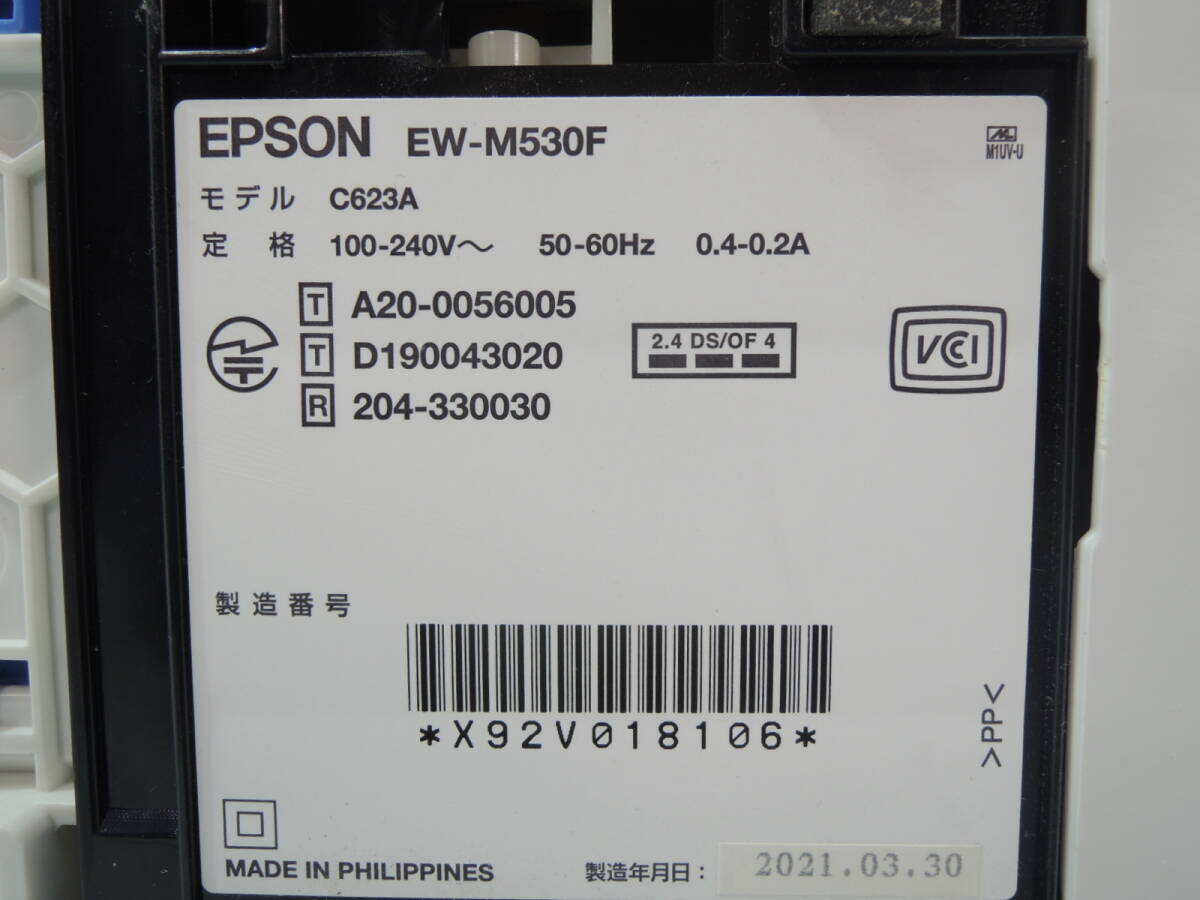 EPSON EW-M530F
M1UV-U
モデル C623A
定 格 100-240V～ 50-60Hz 0.4-0.2A
T A20-0056005
T D190043020
R 204-330030
2.4 DS/OF 4
VCCI
製造番号
*X92V018106*
>PP<
MADE IN PHILIPPINES
製造年月日： 2021.03.30